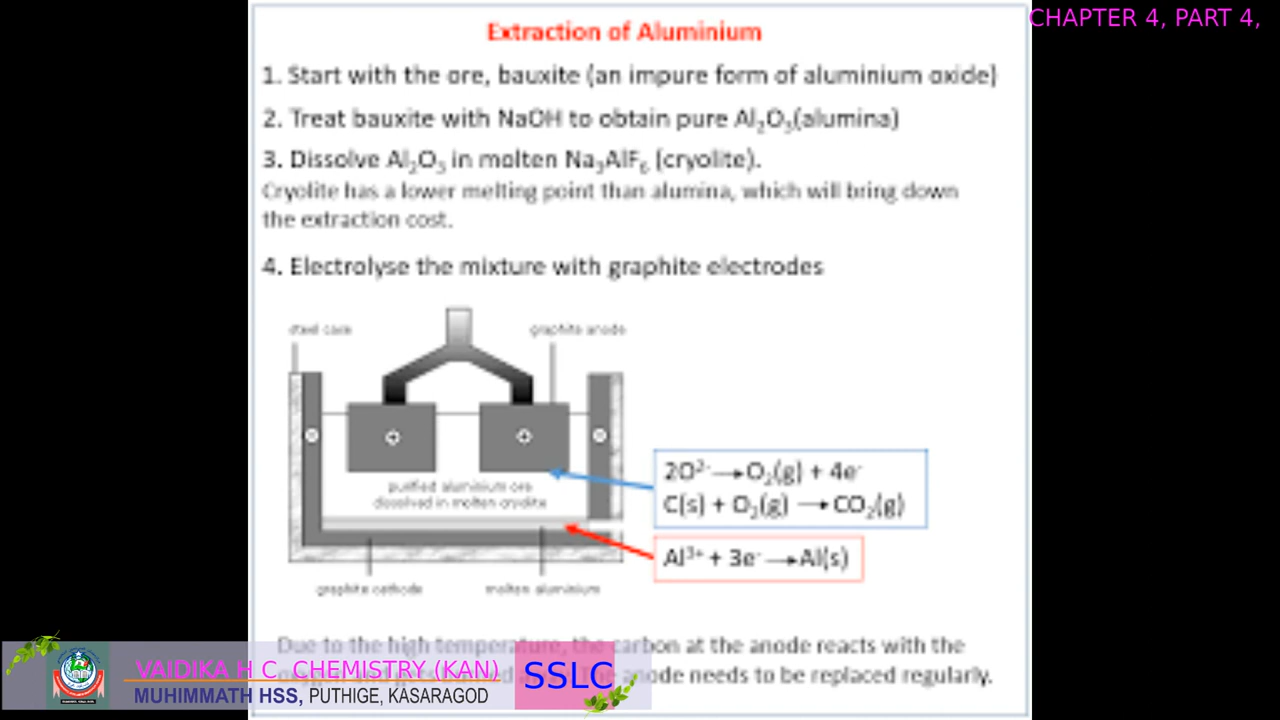 CHAPTER 4, PART 4,
Extraction of Aluminium
1. Start with the ore, bauxite (an impure form of aluminium oxide)
2. Treat bauxite with NaOH to obtain pure Al₂O₃(alumina)
3. Dissolve Al₂O₃ in molten Na₃AlF₆ (cryolite).
Cryolite has a lower melting point than alumina, which will bring down
the extraction cost.
4. Electrolyse the mixture with graphite electrodes
steel case
graphite anode
purified aluminium ore
dissolved in molten cryolite
2O²⁻→O₂(g) + 4e⁻
C(s) + O₂(g) →CO₂(g)
Al³⁺ + 3e⁻→Al(s)
graphite cathode
molten aluminium
Due to the high temperature, the carbon at the anode reacts with the
anode needs to be replaced regularly.
VAIDIKA H C, CHEMISTRY (KAN)
MUHIMMATH HSS, PUTHIGE, KASARAGOD
SSLC